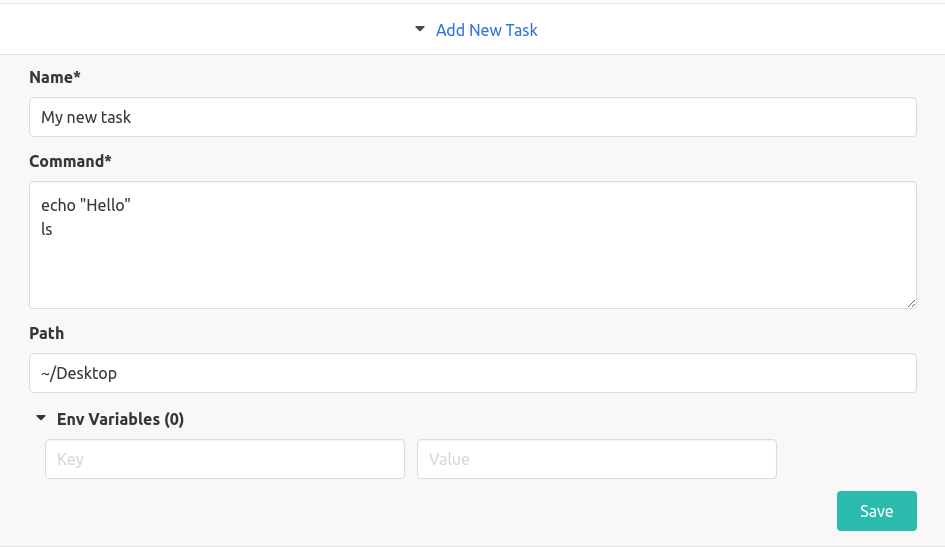 Add New Task
Name*
My new task
Command*
echo "Hello"
ls
Path
~/Desktop
Env Variables (0)
Key Value
Save